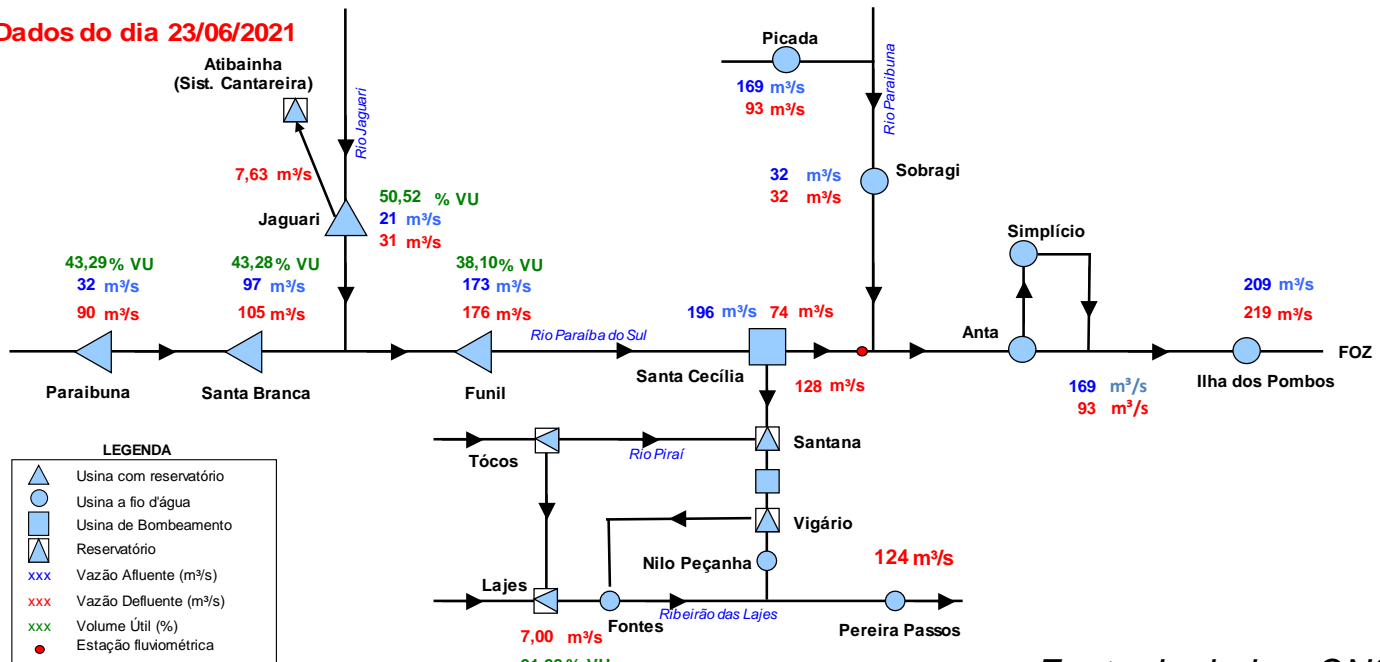 Dados do dia 23/06/2021
Atibainha
(Sist. Cantareira)
Rio Jaguari
7,63 m³/s
Jaguari
50,52 % VU
21 m³/s
31 m³/s
Picada
169 m³/s
93 m³/s
Rio Paraibuna
32 m³/s
32 m³/s
Sobragi
43,29% VU
32 m³/s
90 m³/s
Paraibuna
43,28% VU
97 m³/s
105 m³/s
Santa Branca
38,10% VU
173 m³/s
176 m³/s
Funil
Rio Paraíba do Sul
196 m³/s 74 m³/s
Santa Cecília
128 m³/s
Simplício
Anta
169 m³/s
93 m³/s
209 m³/s
219 m³/s
Ilha dos Pombos
FOZ
Tócos
Rio Piraí
Santana
Vigário
Nilo Peçanha
124 m³/s
Lajes
7,00 m³/s
Fontes
Ribeirão das Lajes
Pereira Passos
LEGENDA
Usina com reservatório
Usina a fio d'água
Usina de Bombeamento
Reservatório
xxx Vazão Afluente (m³/s)
xxx Vazão Defluente (m³/s)
xxx Volume Útil (%)
Estação fluviométrica